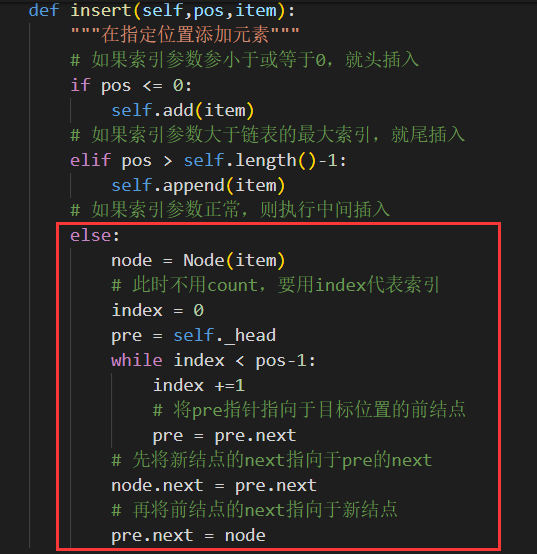 def insert(self,pos,item):
    """在指定位置添加元素"""
    # 如果索引参数参小于或等于0，就头插入
    if pos <= 0:
        self.add(item)
    # 如果索引参数大于链表的最大索引，就尾插入
    elif pos > self.length()-1:
        self.append(item)
    # 如果索引参数正常，则执行中间插入
    else:
        node = Node(item)
        # 此时不用count，要用index代表索引
        index = 0
        pre = self._head
        while index < pos-1:
            index +=1
            # 将pre指针指向于目标位置的前结点
            pre = pre.next
        # 先将新结点的next指向于pre的next
        node.next = pre.next
        # 再将前结点的next指向于新结点
        pre.next = node